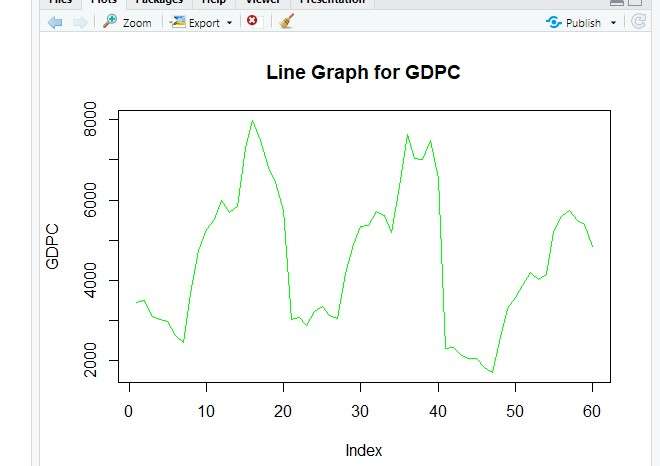 Files Plots Packages Help Viewer Presentation
Zoom Export Publish
Line Graph for GDPC
GDPC
8000
6000
4000
2000
0 10 20 30 40 50 60
Index